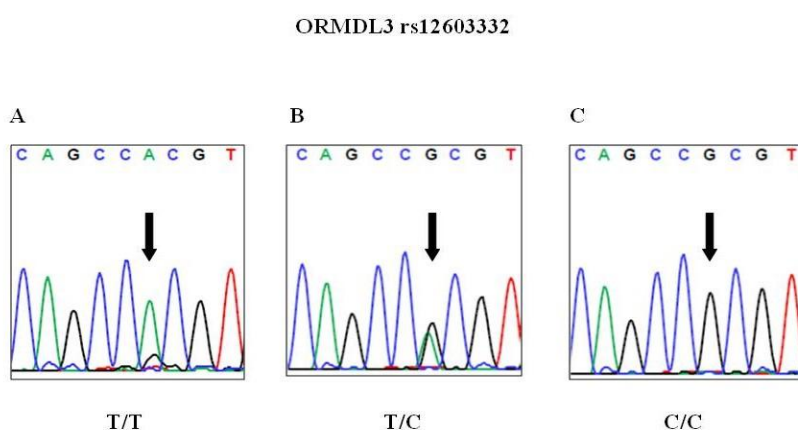 ORMDL3 rs12603332
A
B
C
C A G C C A C G T
C A G C C G C G T
C A G C C G C G T
T/T
T/C
C/C